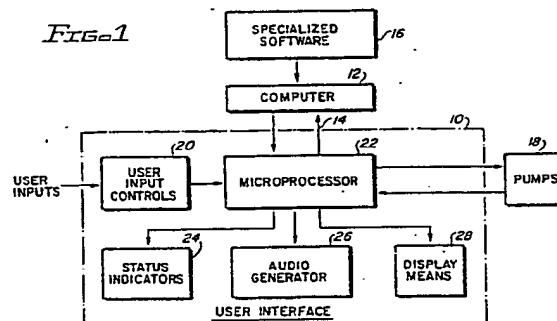 FIG. 1
SPECIALIZED
SOFTWARE
16
12
COMPUTER
14
10
20
22
18
USER INPUTS
USER
INPUT
CONTROLS
MICROPROCESSOR
PUMPS
24
26
28
STATUS
INDICATORS
AUDIO
GENERATOR
DISPLAY
MEANS
USER INTERFACE